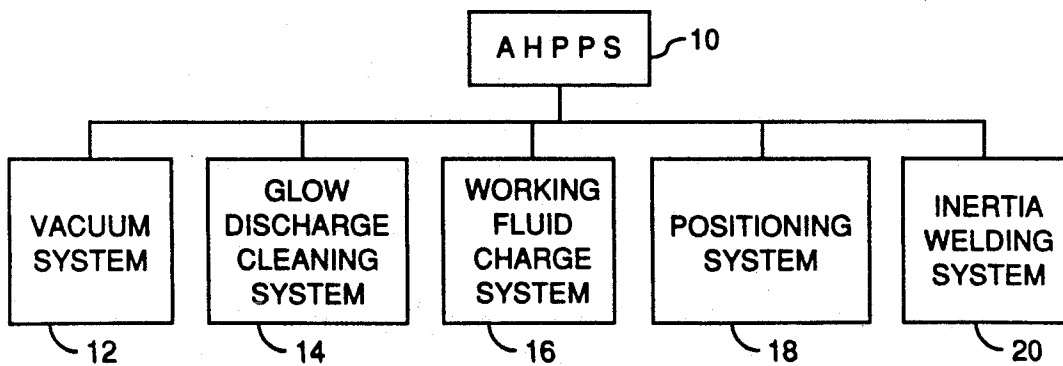 A H P P S
10
VACUUM
SYSTEM
12
GLOW
DISCHARGE
CLEANING
SYSTEM
14
WORKING
FLUID
CHARGE
SYSTEM
16
POSITIONING
SYSTEM
18
INERTIA
WELDING
SYSTEM
20